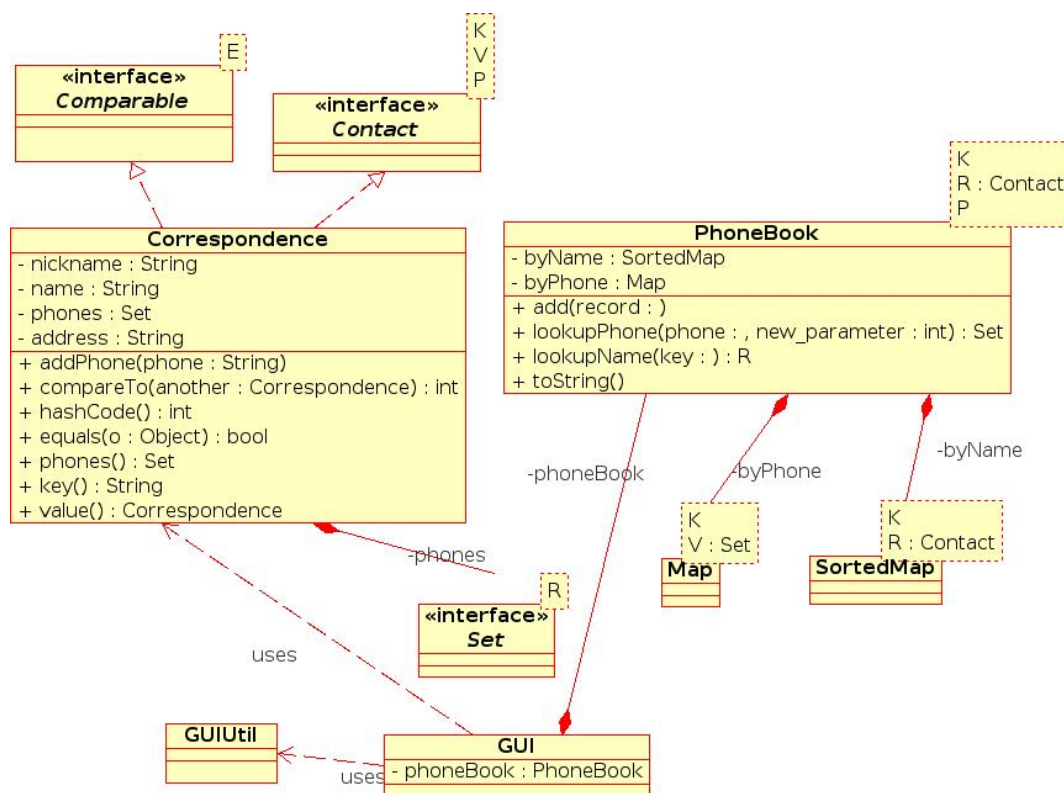 E
«interface»
Comparable
K
V
P
«interface»
Contact
K
R : Contact
P
Correspondence
- nickname : String
- name : String
- phones : Set
- address : String
+ addPhone(phone : String)
+ compareTo(another : Correspondence) : int
+ hashCode() : int
+ equals(o : Object) : bool
+ phones() : Set
+ key() : String
+ value() : Correspondence
PhoneBook
- byName : SortedMap
- byPhone : Map
+ add(record : )
+ lookupPhone(phone : , new_parameter : int) : Set
+ lookupName(key : ) : R
+ toString()
-phoneBook
-byPhone
-byName
K
V : Set
Map
K
R : Contact
SortedMap
-phones
R
«interface»
Set
uses
GUIUtil
uses
GUI
- phoneBook : PhoneBook